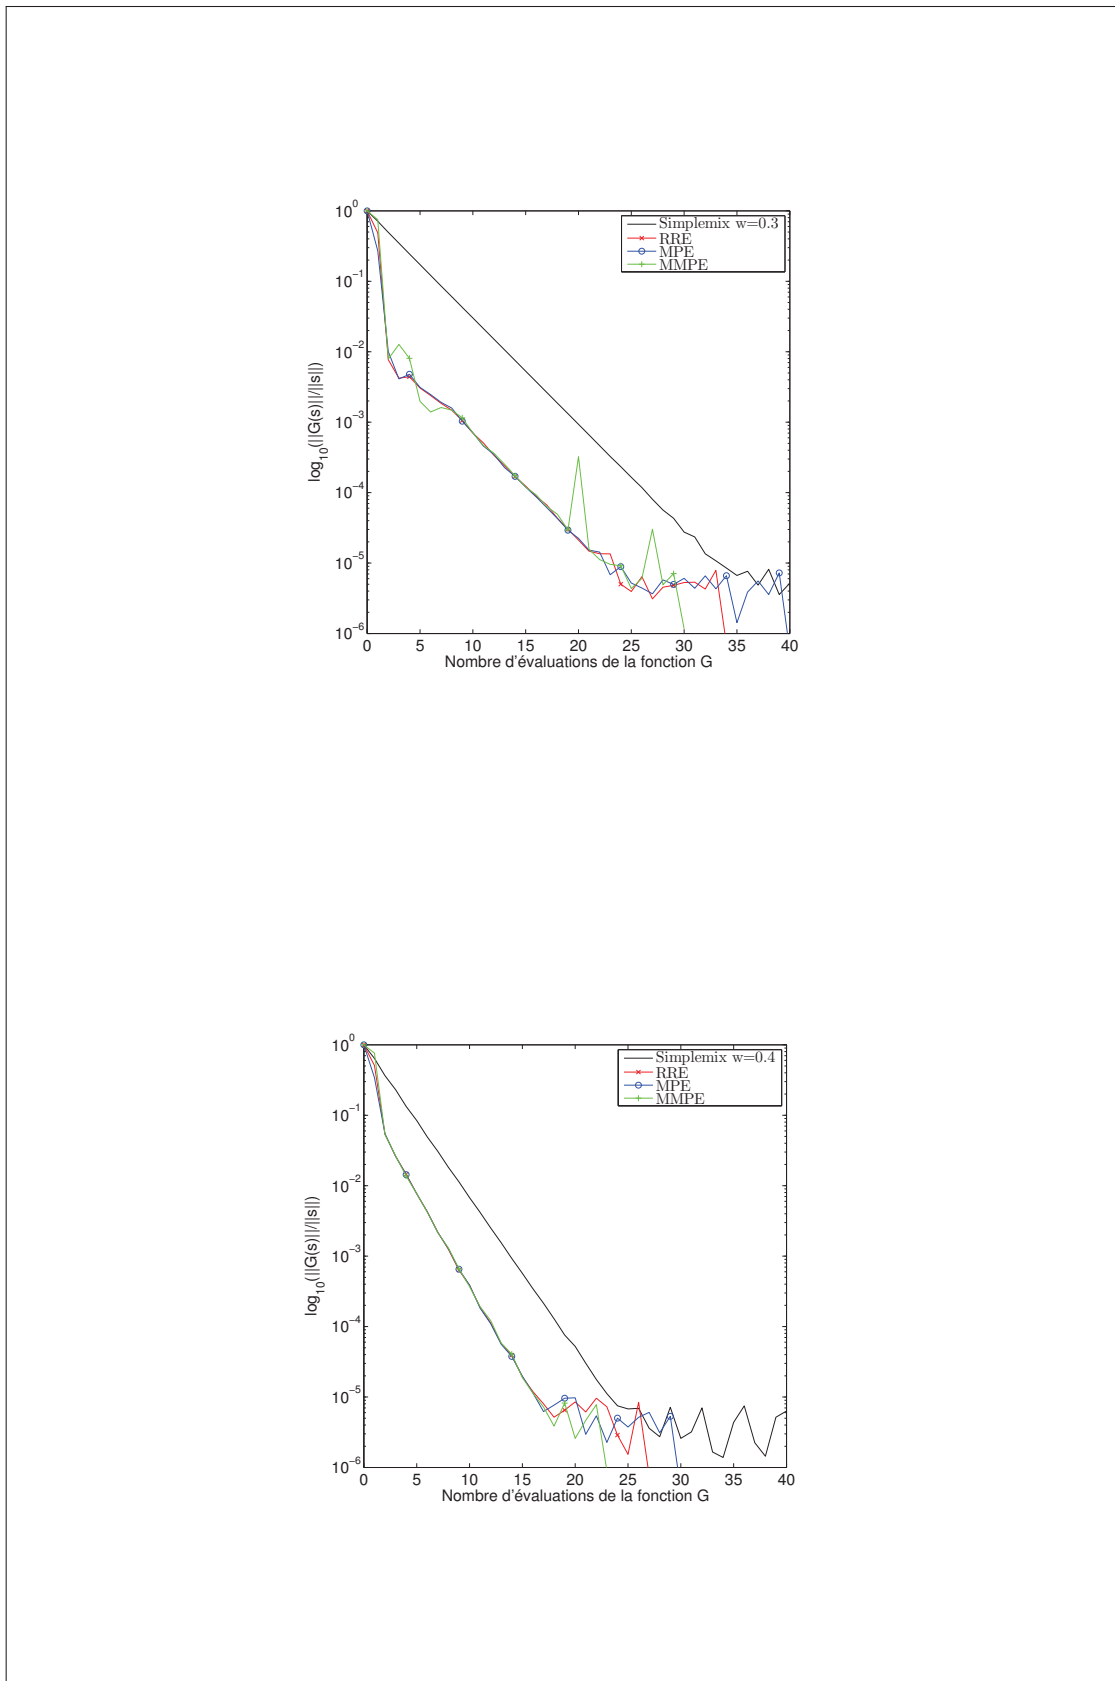 10^0
10^-1
10^-2
10^-3
10^-4
10^-5
10^-6
log_10(||G(s)||/||s||)
Simplemix w=0.3
RRE
MPE
MMPE
0 5 10 15 20 25 30 35 40
Nombre d'évaluations de la fonction G
10^0
10^-1
10^-2
10^-3
10^-4
10^-5
10^-6
log_10(||G(s)||/||s||)
Simplemix w=0.4
RRE
MPE
MMPE
0 5 10 15 20 25 30 35 40
Nombre d'évaluations de la fonction G